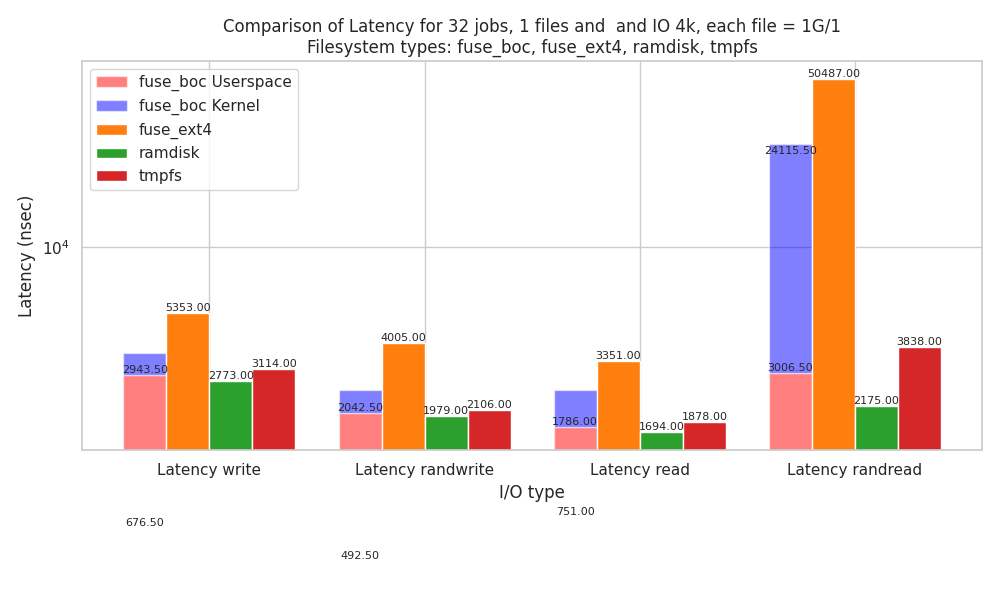 Comparison of Latency for 32 jobs, 1 files and  and IO 4k, each file = 1G/1
Filesystem types: fuse_boc, fuse_ext4, ramdisk, tmpfs
fuse_boc Userspace
fuse_boc Kernel
fuse_ext4
ramdisk
tmpfs
Latency (nsec)
10⁴
2943.50
5353.00
2773.00
3114.00
2042.50
4005.00
1979.00
2106.00
1786.00
3351.00
1694.00
1878.00
24115.50
3006.50
50487.00
2175.00
3838.00
Latency write
Latency randwrite
Latency read
Latency randread
I/O type
676.50
492.50
751.00